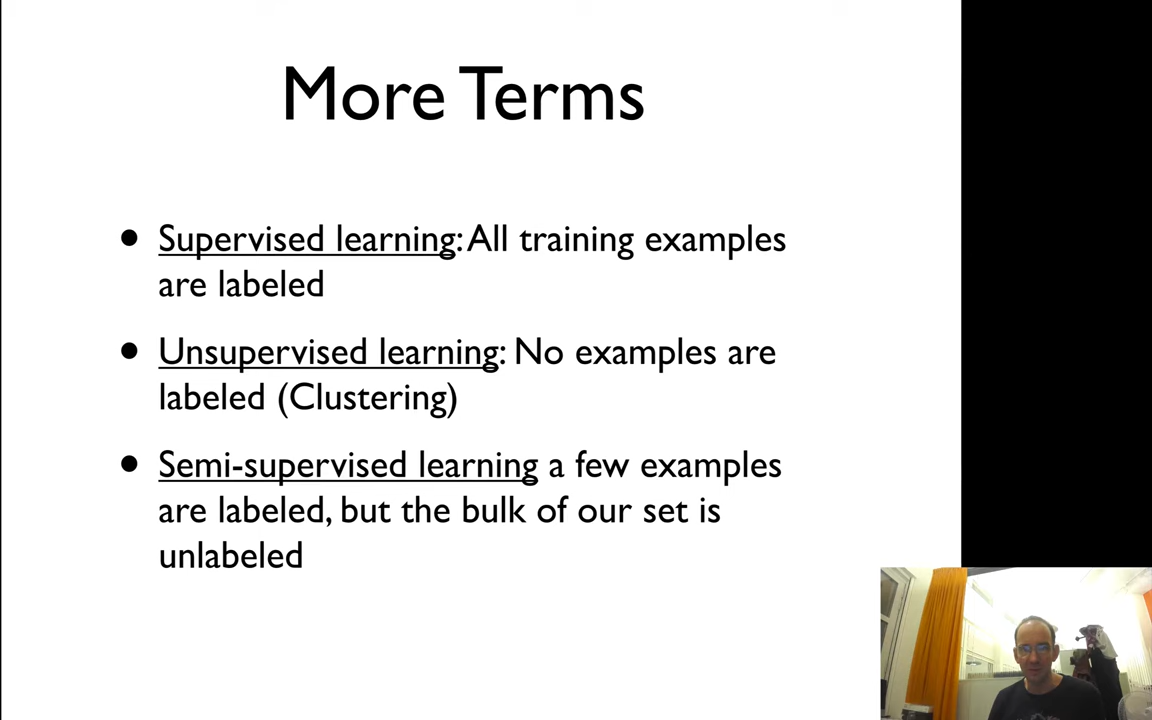 More Terms
• Supervised learning: All training examples
are labeled
• Unsupervised learning: No examples are
labeled (Clustering)
• Semi-supervised learning a few examples
are labeled, but the bulk of our set is
unlabeled